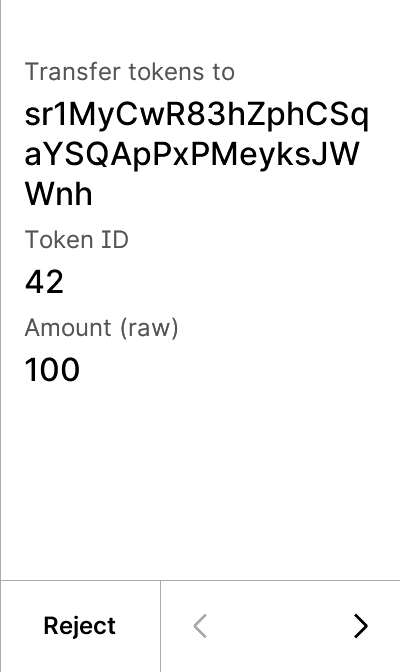 Transfer tokens to
sr1MyCwR83hZphCSq
aYSQApPxPMeyksJW
Wnh
Token ID
42
Amount (raw)
100
Reject